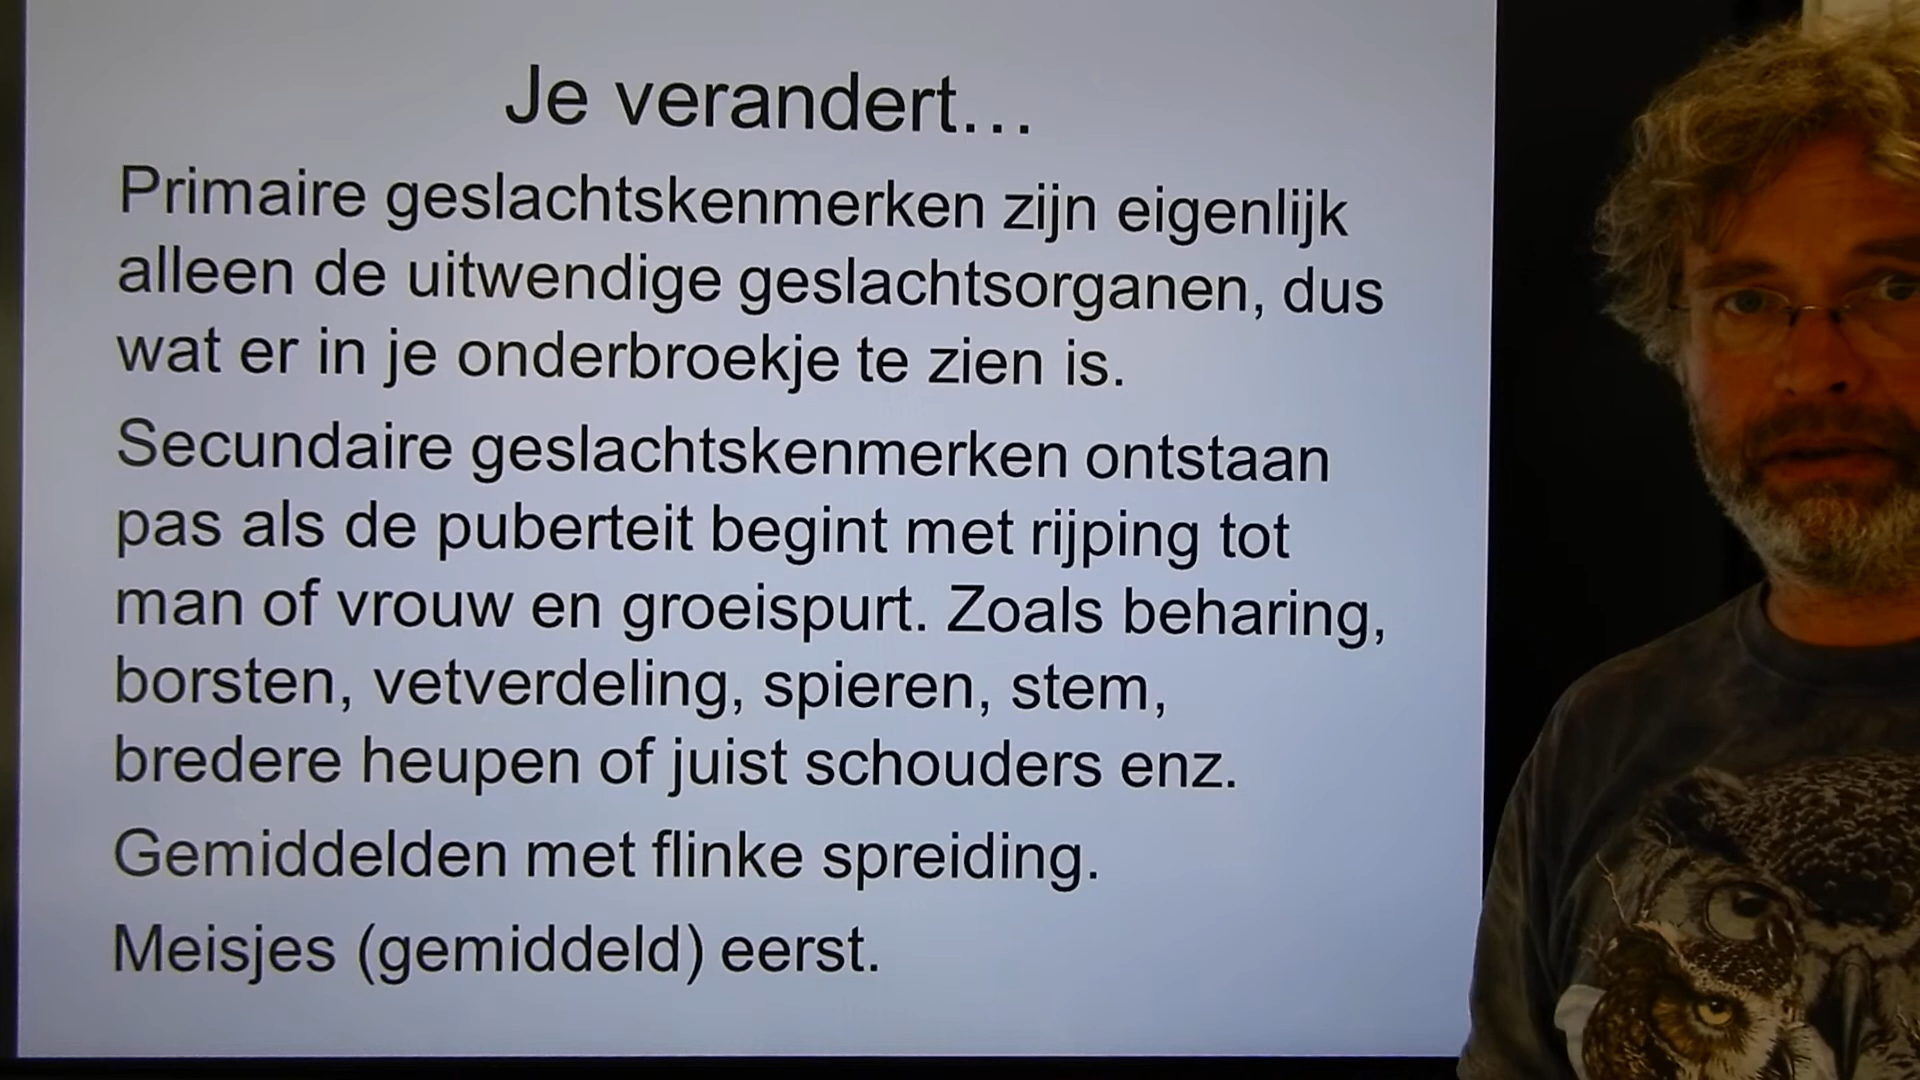 Je verandert...
Primaire geslachtskenmerken zijn eigenlijk
alleen de uitwendige geslachtsorganen, dus
wat er in je onderbroekje te zien is.
Secundaire geslachtskenmerken ontstaan
pas als de puberteit begint met rijping tot
man of vrouw en groeispurt. Zoals beharing,
borsten, vetverdeling, spieren, stem,
bredere heupen of juist schouders enz.
Gemiddelden met flinke spreiding.
Meisjes (gemiddeld) eerst.